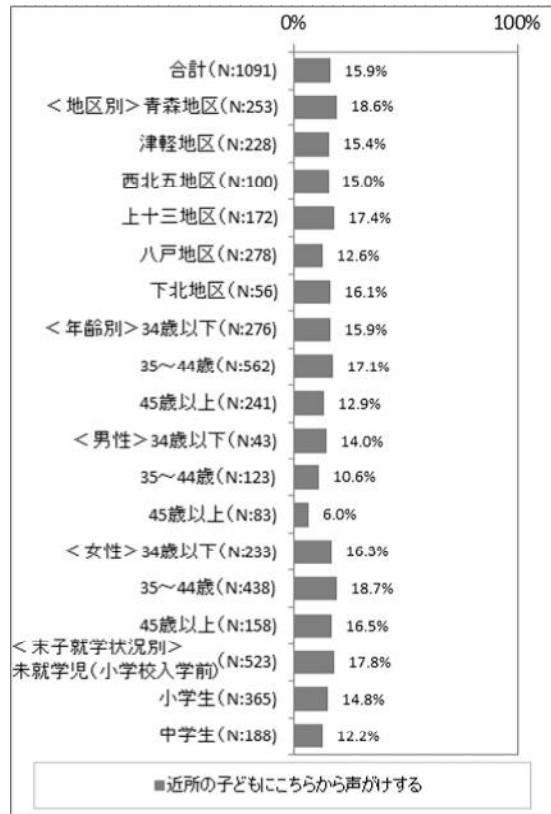 0% 100%
合計(N:1091) 15.9%
<地区別>青森地区(N:253) 18.6%
津軽地区(N:228) 15.4%
西北五地区(N:100) 15.0%
上十三地区(N:172) 17.4%
八戸地区(N:278) 12.6%
下北地区(N:56) 16.1%
<年齢別>34歳以下(N:276) 15.9%
35~44歳(N:562) 17.1%
45歳以上(N:241) 12.9%
<男性>34歳以下(N:43) 14.0%
35~44歳(N:123) 10.6%
45歳以上(N:83) 6.0%
<女性>34歳以下(N:233) 16.3%
35~44歳(N:438) 18.7%
45歳以上(N:158) 16.5%
<末子就学状況別>
未就学児(小学校入学前)(N:523) 17.8%
小学生(N:365) 14.8%
中学生(N:188) 12.2%
■近所の子どもにこちらから声がけする